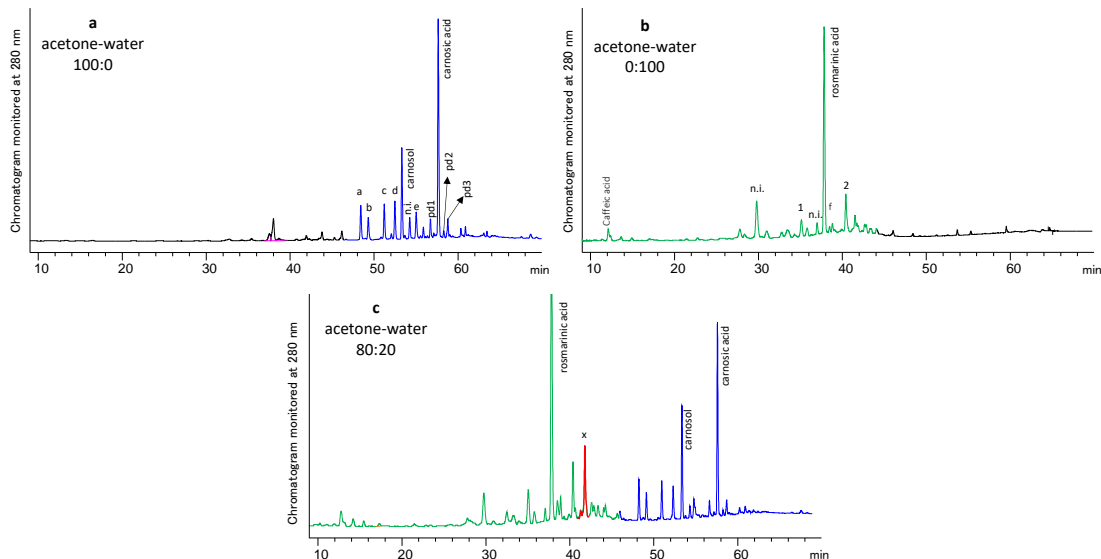 a
acetone-water
100:0
Chromatogram monitored at 280 nm
a
b
c
d
carnosol
n.i.
e
pd1
carnosic acid
pd2
pd3
10 20 30 40 50 60 min
b
acetone-water
0:100
Chromatogram monitored at 280 nm
Caffeic acid
n.i.
1
n.i.
rosmarinic acid
f
2
10 20 30 40 50 60 min
c
acetone-water
80:20
Chromatogram monitored at 280 nm
rosmarinic acid
x
carnosol
carnosic acid
10 20 30 40 50 60 min